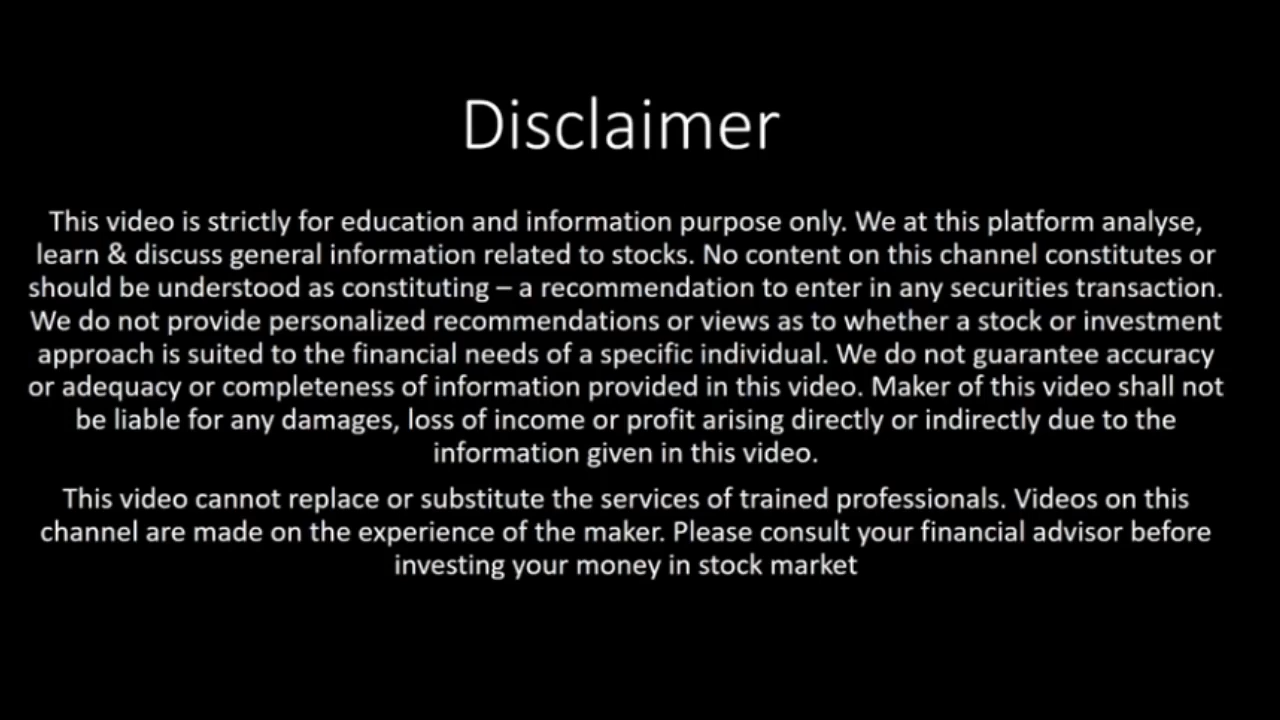 Disclaimer
This video is strictly for education and information purpose only. We at this platform analyse,
learn & discuss general information related to stocks. No content on this channel constitutes or
should be understood as constituting – a recommendation to enter in any securities transaction.
We do not provide personalized recommendations or views as to whether a stock or investment
approach is suited to the financial needs of a specific individual. We do not guarantee accuracy
or adequacy or completeness of information provided in this video. Maker of this video shall not
be liable for any damages, loss of income or profit arising directly or indirectly due to the
information given in this video.
This video cannot replace or substitute the services of trained professionals. Videos on this
channel are made on the experience of the maker. Please consult your financial advisor before
investing your money in stock market